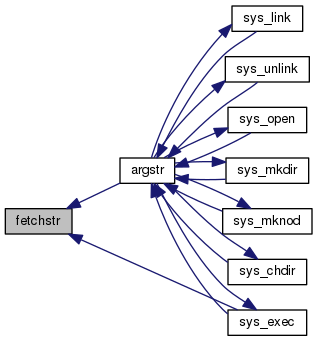 sys_link
sys_unlink
sys_open
argstr
sys_mkdir
fetchstr
sys_mknod
sys_chdir
sys_exec